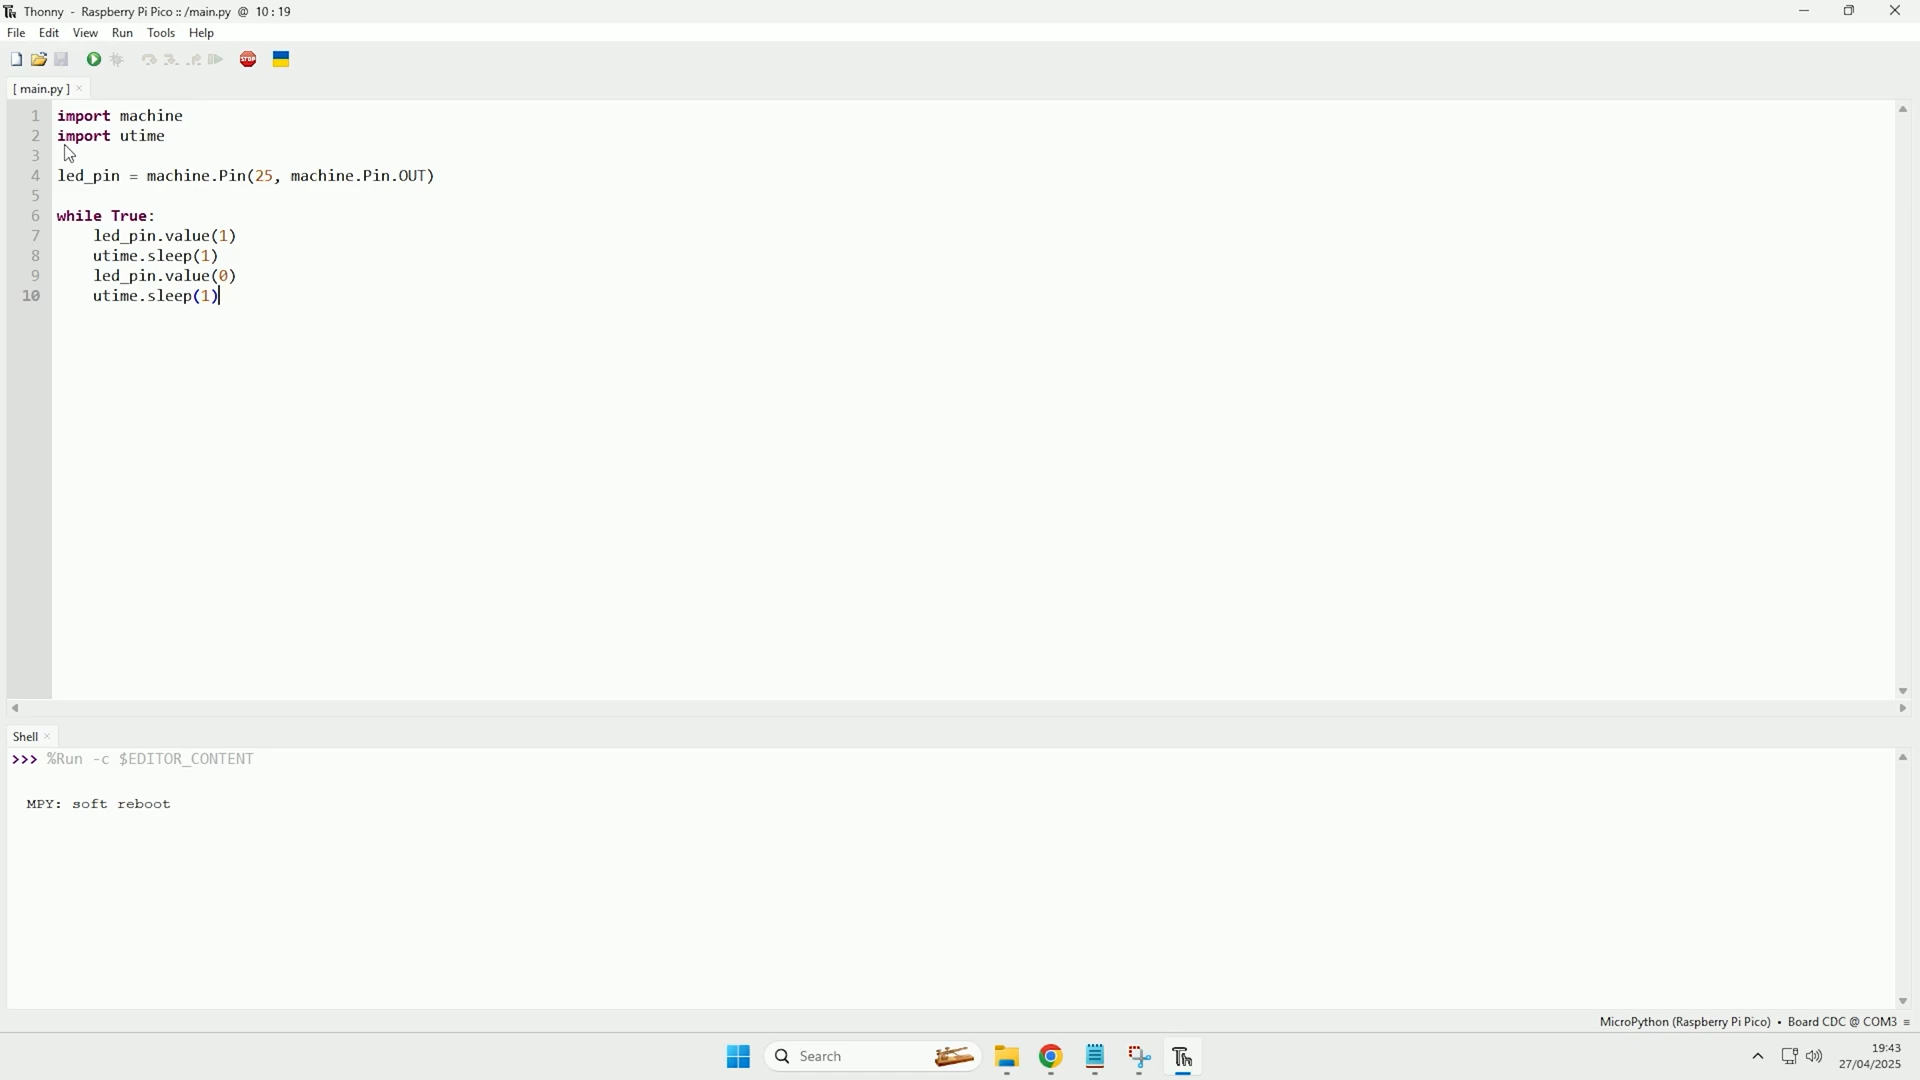 Thonny - Raspberry Pi Pico :: /main.py @ 10 : 19
File Edit View Run Tools Help
STOP
[ main.py ] ×
1 import machine
2 import utime
3
4 led_pin = machine.Pin(25, machine.Pin.OUT)
5
6 while True:
7 led_pin.value(1)
8 utime.sleep(1)
9 led_pin.value(0)
10 utime.sleep(1)
Shell ×
>>> %Run -c $EDITOR_CONTENT
MPY: soft reboot
MicroPython (Raspberry Pi Pico) • Board CDC @ COM3 ≡
Search
19:43
27/04/2025